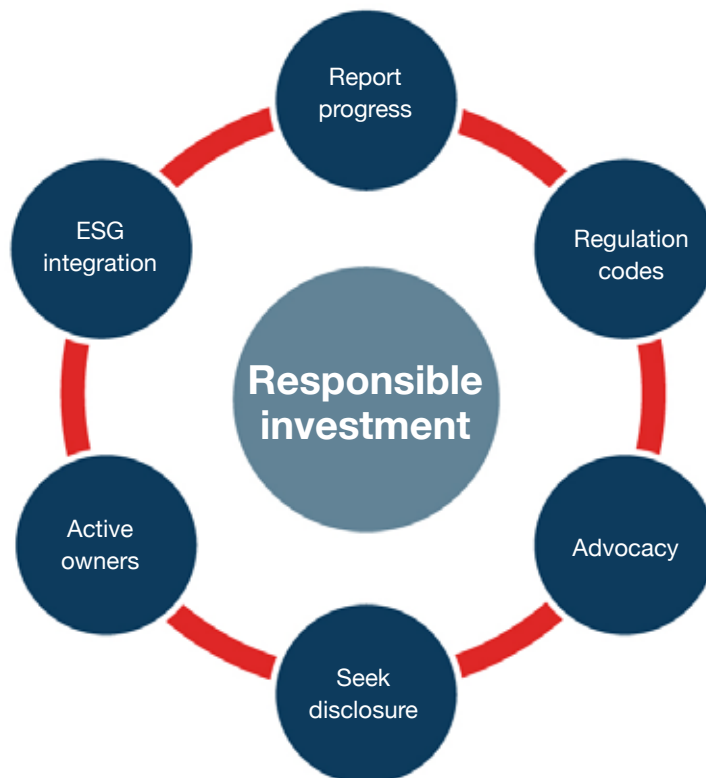 Report
progress
ESG
integration
Regulation
codes
Responsible
investment
Active
owners
Advocacy
Seek
disclosure